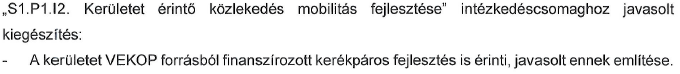 „S1.P1.I2. Kerületet érintő közlekedés mobilitás fejlesztése” intézkedéscsomaghoz javasolt
kiegészítés:
- A kerületet VEKOP forrásból finanszírozott kerékpáros fejlesztés is érinti, javasolt ennek említése.